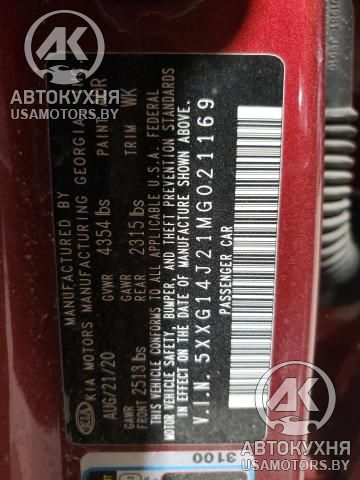 KIA
MANUFACTURED BY
KIA MOTORS MANUFACTURING GEORGIA
AUG/21/20 GVWR 4354 lbs PAINT
GAWR FRONT 2513 lbs GAWR REAR 2315 lbs TRIM WK
THIS VEHICLE CONFORMS TO ALL APPLICABLE U.S.A. FEDERAL
MOTOR VEHICLE SAFETY, BUMPER, AND THEFT PREVENTION STANDARDS
IN EFFECT ON THE DATE OF MANUFACTURE SHOWN ABOVE.
V.I.N. 5XXG14J21MG021169
PASSENGER CAR
3100
АВТОКУХНЯ
USAMOTORS.BY
АВТОКУХНЯ
USAMOTORS.BY
АК